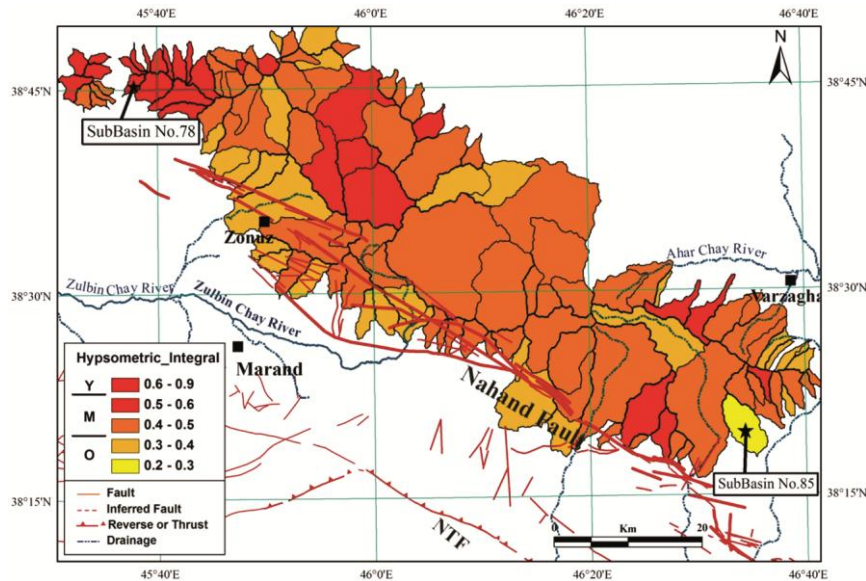 45°40'E 46°0'E 46°20'E 46°40'E
N
38°45'N 38°45'N
SubBasin No.78
Zonuz
Ahar Chay River
Zulbin Chay River
Zulbin Chay River
38°30'N 38°30'N
Varzagha
Marand
Hypsometric_Integral
Y 0.6 - 0.9
0.5 - 0.6
M 0.4 - 0.5
O 0.3 - 0.4
0.2 - 0.3
Nahand Fault
SubBasin No.85
38°15'N 38°15'N
Fault
Inferred Fault
Reverse or Thrust
Drainage
NTF
Km
0 20
45°40'E 46°0'E 46°20'E 46°40'E